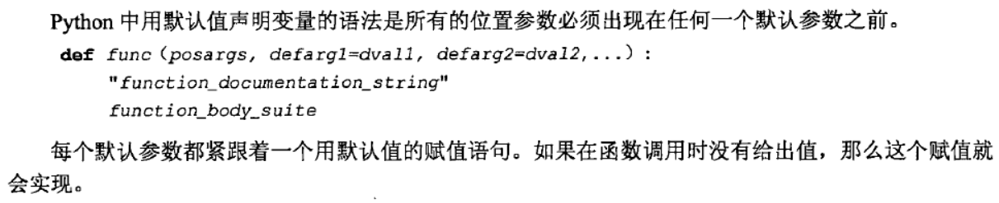 Python 中用默认值声明变量的语法是所有的位置参数必须出现在任何一个默认参数之前。
def func (posargs, defarg1=dval1, defarg2=dval2,...) :
"function_documentation_string"
function_body_suite
每个默认参数都紧跟着一个用默认值的赋值语句。如果在函数调用时没有给出值，那么这个赋值就
会实现。